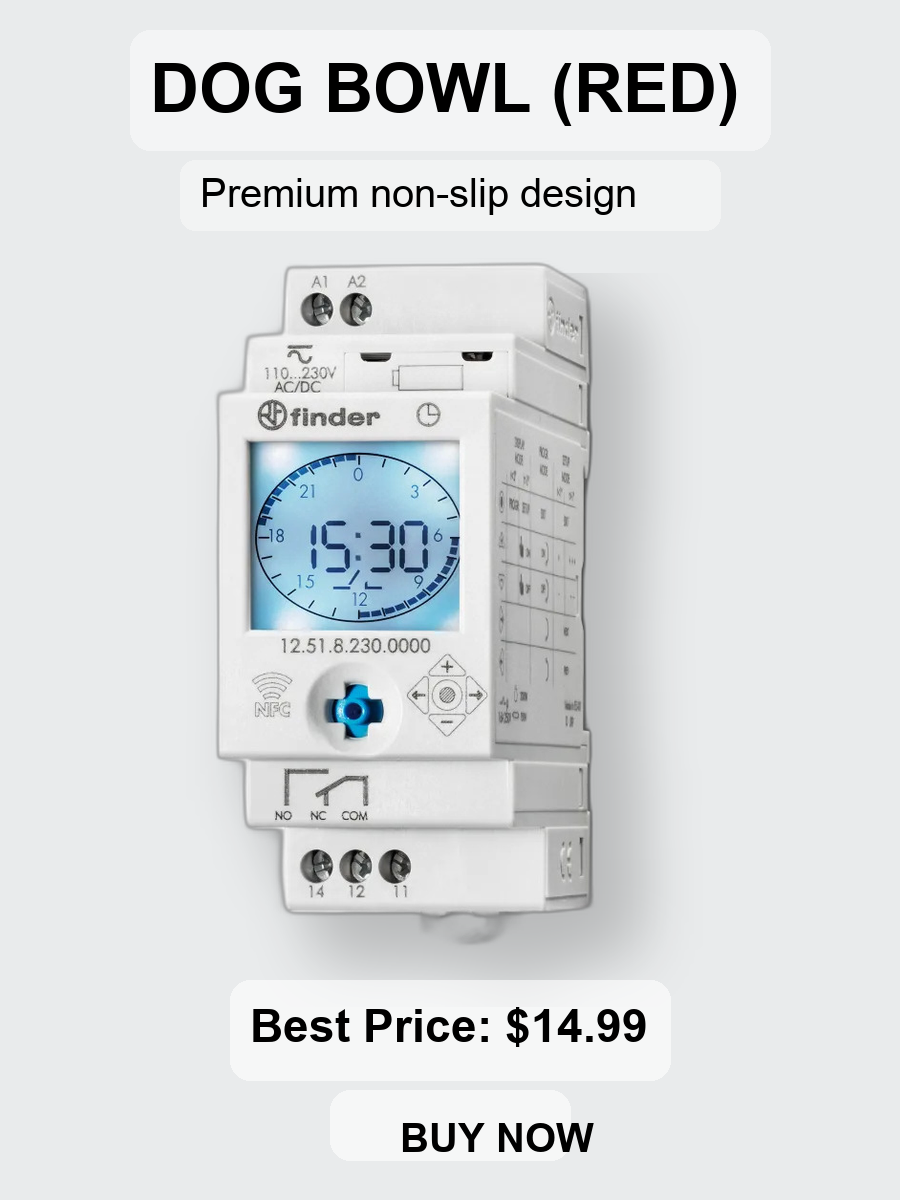 DOG BOWL (RED)
Premium non-slip design
A1 A2
110...230V
AC/DC
finder
finder
0
21 3
18 15:30 6
15 9
12
12.51.8.230.0000
NFC
+
−
NO NC COM
14 12 11
CE
Best Price: $14.99
BUY NOW